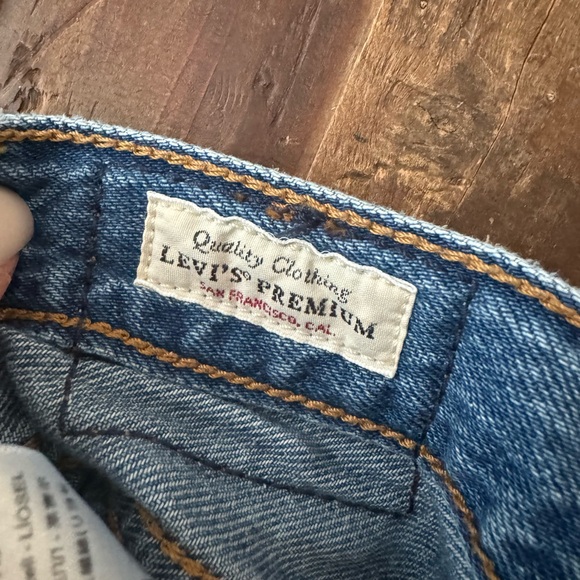 Quality Clothing
LEVI'S® PREMIUM
SAN FRANCISCO, CAL.